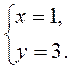 x = 1,
y = 3.